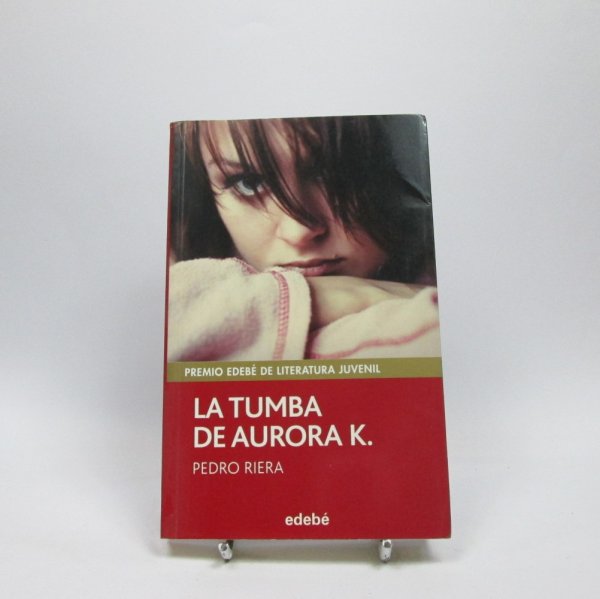 PREMIO EDEBÉ DE LITERATURA JUVENIL
LA TUMBA
DE AURORA K.
PEDRO RIERA
edebé